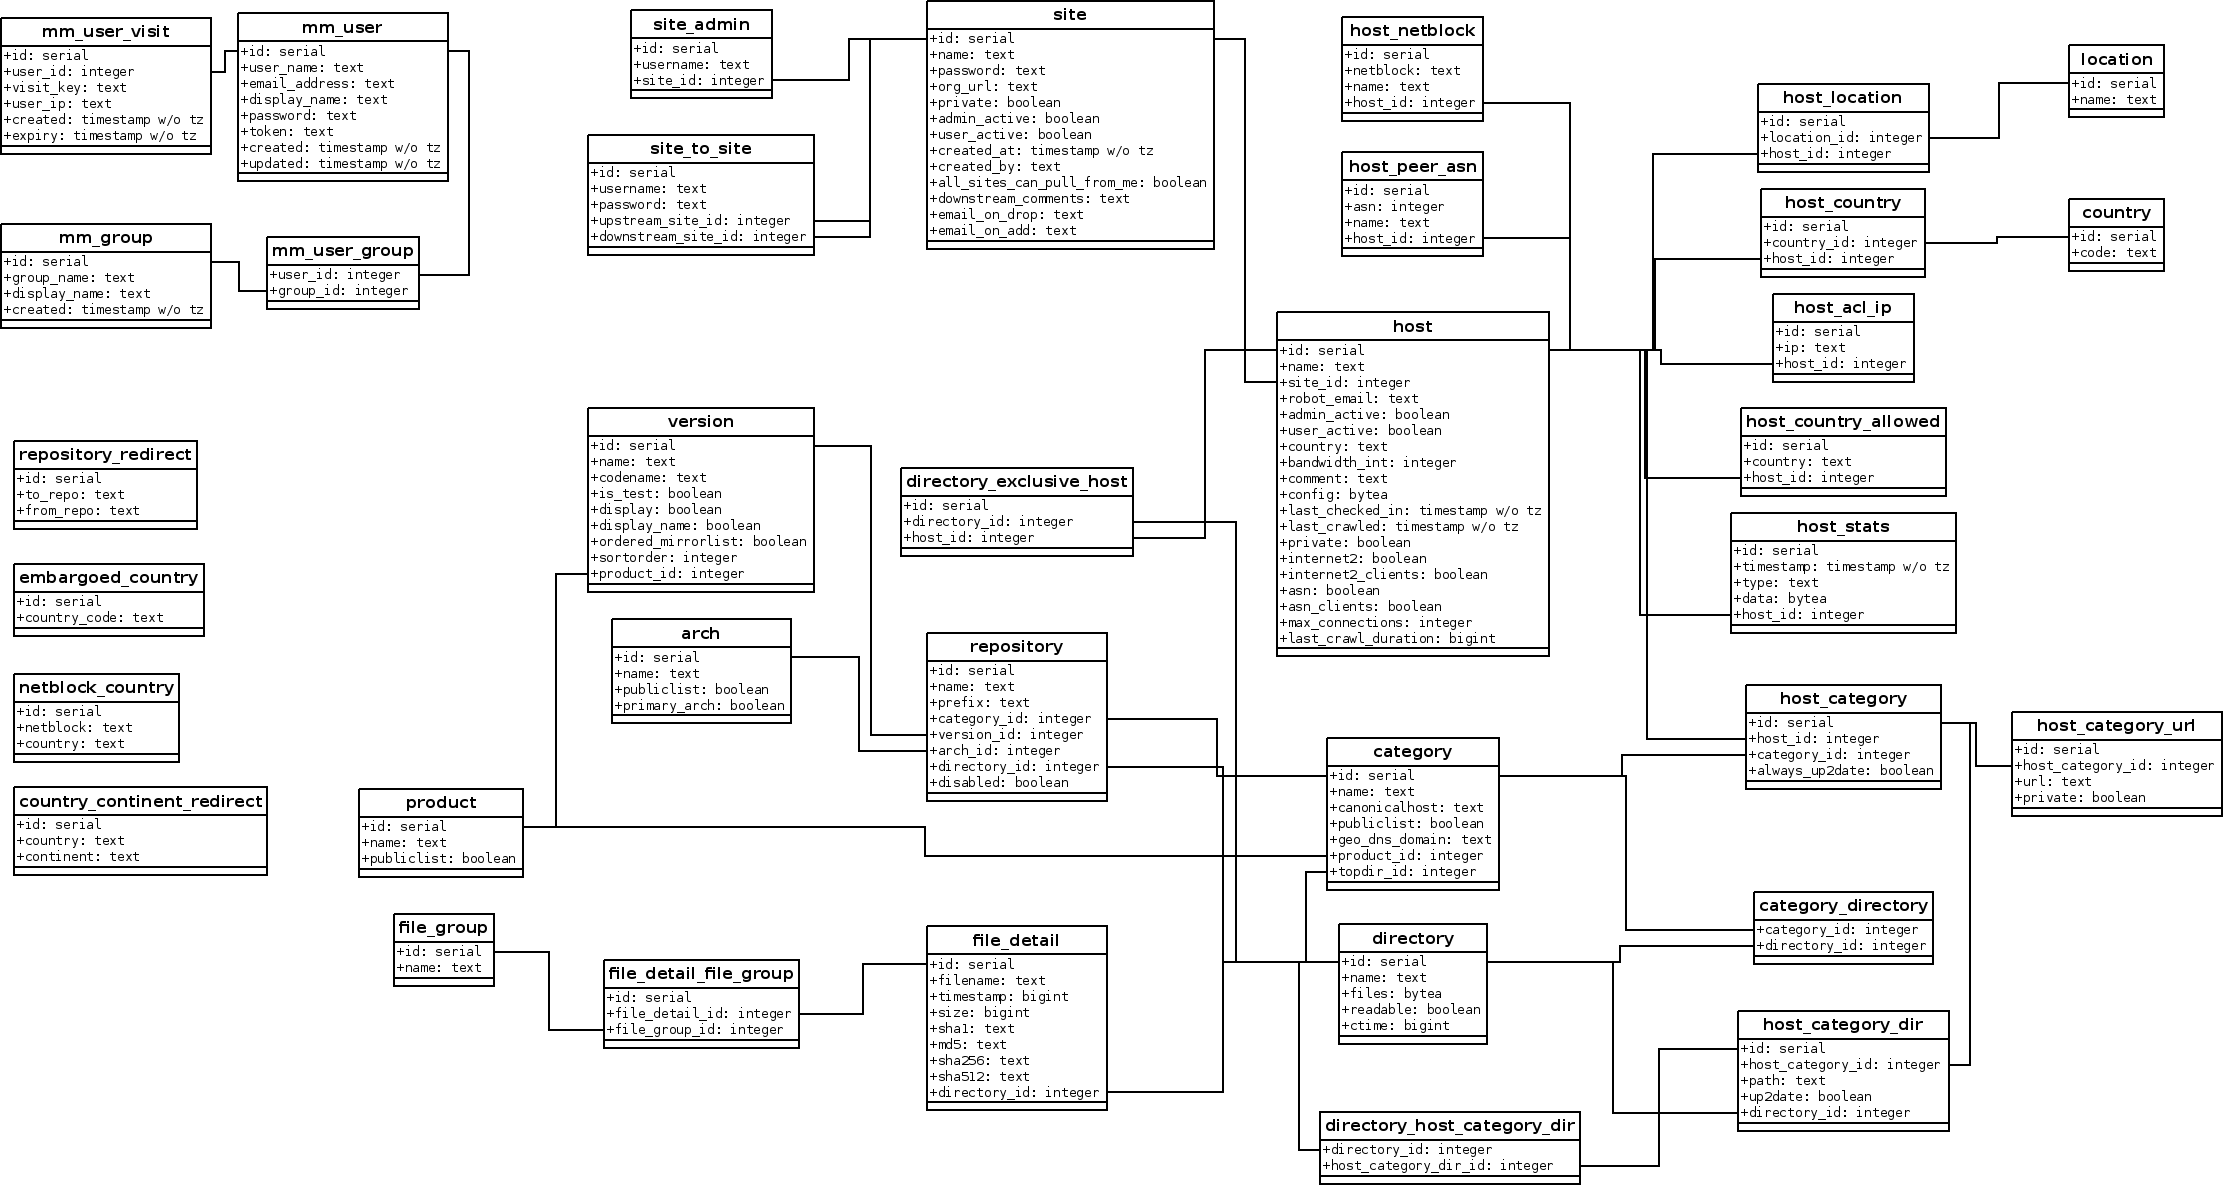 mm_user_visit
+id: serial
+user_id: integer
+visit_key: text
+user_ip: text
+created: timestamp w/o tz
+expiry: timestamp w/o tz
mm_user
+id: serial
+user_name: text
+email_address: text
+display_name: text
+password: text
+token: text
+created: timestamp w/o tz
+updated: timestamp w/o tz
mm_group
+id: serial
+group_name: text
+display_name: text
+created: timestamp w/o tz
mm_user_group
+user_id: integer
+group_id: integer
site_admin
+id: serial
+username: text
+site_id: integer
site_to_site
+id: serial
+username: text
+password: text
+upstream_site_id: integer
+downstream_site_id: integer
site
+id: serial
+name: text
+password: text
+org_url: text
+private: boolean
+admin_active: boolean
+user_active: boolean
+created_at: timestamp w/o tz
+created_by: text
+all_sites_can_pull_from_me: boolean
+downstream_comments: text
+email_on_drop: text
+email_on_add: text
host_netblock
+id: serial
+netblock: text
+name: text
+host_id: integer
host_peer_asn
+id: serial
+asn: integer
+name: text
+host_id: integer
host_location
+id: serial
+location_id: integer
+host_id: integer
location
+id: serial
+name: text
host_country
+id: serial
+country_id: integer
+host_id: integer
country
+id: serial
+code: text
host_acl_ip
+id: serial
+ip: text
+host_id: integer
host
+id: serial
+name: text
+site_id: integer
+robot_email: text
+admin_active: boolean
+user_active: boolean
+country: text
+bandwidth_int: integer
+comment: text
+config: bytea
+last_checked_in: timestamp w/o tz
+last_crawled: timestamp w/o tz
+private: boolean
+internet2: boolean
+internet2_clients: boolean
+asn: boolean
+asn_clients: boolean
+max_connections: integer
+last_crawl_duration: bigint
host_country_allowed
+id: serial
+country: text
+host_id: integer
host_stats
+id: serial
+timestamp: timestamp w/o tz
+type: text
+data: bytea
+host_id: integer
repository_redirect
+id: serial
+to_repo: text
+from_repo: text
embargoed_country
+id: serial
+country_code: text
netblock_country
+id: serial
+netblock: text
+country: text
country_continent_redirect
+id: serial
+country: text
+continent: text
version
+id: serial
+name: text
+codename: text
+is_test: boolean
+display: boolean
+display_name: boolean
+ordered_mirrorlist: boolean
+sortorder: integer
+product_id: integer
directory_exclusive_host
+id: serial
+directory_id: integer
+host_id: integer
arch
+id: serial
+name: text
+publiclist: boolean
+primary_arch: boolean
repository
+id: serial
+name: text
+prefix: text
+category_id: integer
+version_id: integer
+arch_id: integer
+directory_id: integer
+disabled: boolean
product
+id: serial
+name: text
+publiclist: boolean
category
+id: serial
+name: text
+canonicalhost: text
+publiclist: boolean
+geo_dns_domain: text
+product_id: integer
+topdir_id: integer
host_category
+id: serial
+host_id: integer
+category_id: integer
+always_up2date: boolean
host_category_url
+id: serial
+host_category_id: integer
+url: text
+private: boolean
file_group
+id: serial
+name: text
file_detail_file_group
+id: serial
+file_detail_id: integer
+file_group_id: integer
file_detail
+id: serial
+filename: text
+timestamp: bigint
+size: bigint
+sha1: text
+md5: text
+sha256: text
+sha512: text
+directory_id: integer
directory
+id: serial
+name: text
+files: bytea
+readable: boolean
+ctime: bigint
category_directory
+category_id: integer
+directory_id: integer
host_category_dir
+id: serial
+host_category_id: integer
+path: text
+up2date: boolean
+directory_id: integer
directory_host_category_dir
+directory_id: integer
+host_category_dir_id: integer